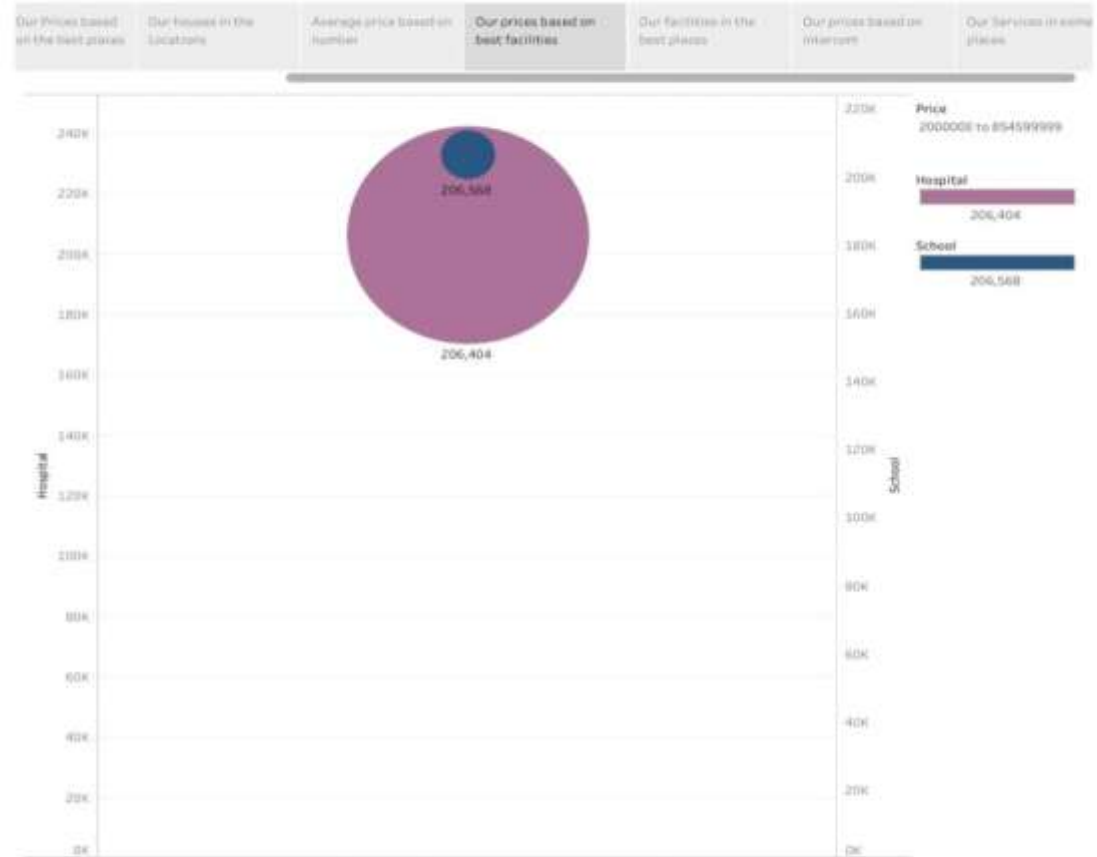 Our Prices based
on the best places
Our houses in the
Locations
Average price based on
number
Our prices based on
best facilities
Our facilities in the
best places
Our prices based on
intercom
Our Services in some
places
240K
220K
200K
180K
160K
140K
120K
100K
80K
60K
40K
20K
0K
Hospital
206,568
206,404
220K
200K
180K
160K
140K
120K
100K
80K
60K
40K
20K
0K
School
Price
2000000 to 854599999
Hospital
206,404
School
206,568